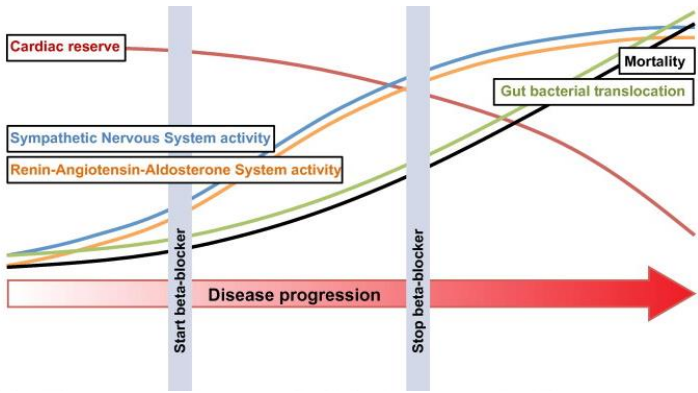 Cardiac reserve
Mortality
Gut bacterial translocation
Sympathetic Nervous System activity
Renin-Angiotensin-Aldosterone System activity
Disease progression
Start beta-blocker
Stop beta-blocker